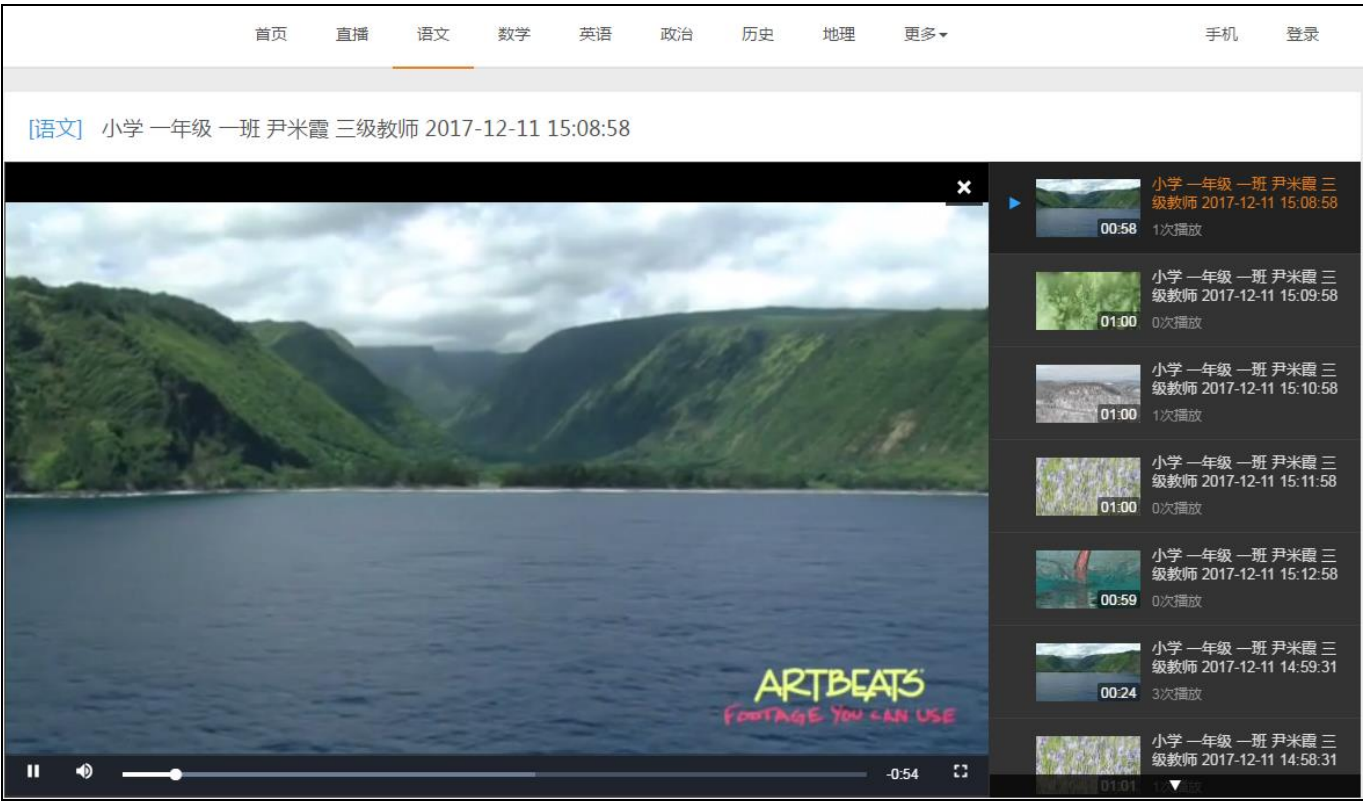 首页 直播 语文 数学 英语 政治 历史 地理 更多 手机 登录
[语文] 小学 一年级 一班 尹米霞 三级教师 2017-12-11 15:08:58
ARTBEATS
FOOTAGE YOU CAN USE
-0:54
小学 一年级 一班 尹米霞 三
级教师 2017-12-11 15:08:58
00:58
1次播放
小学 一年级 一班 尹米霞 三
级教师 2017-12-11 15:09:58
01:00
0次播放
小学 一年级 一班 尹米霞 三
级教师 2017-12-11 15:10:58
01:00
1次播放
小学 一年级 一班 尹米霞 三
级教师 2017-12-11 15:11:58
01:00
0次播放
小学 一年级 一班 尹米霞 三
级教师 2017-12-11 15:12:58
00:59
0次播放
小学 一年级 一班 尹米霞 三
级教师 2017-12-11 14:59:31
00:24
3次播放
小学 一年级 一班 尹米霞 三
级教师 2017-12-11 14:58:31
01:01